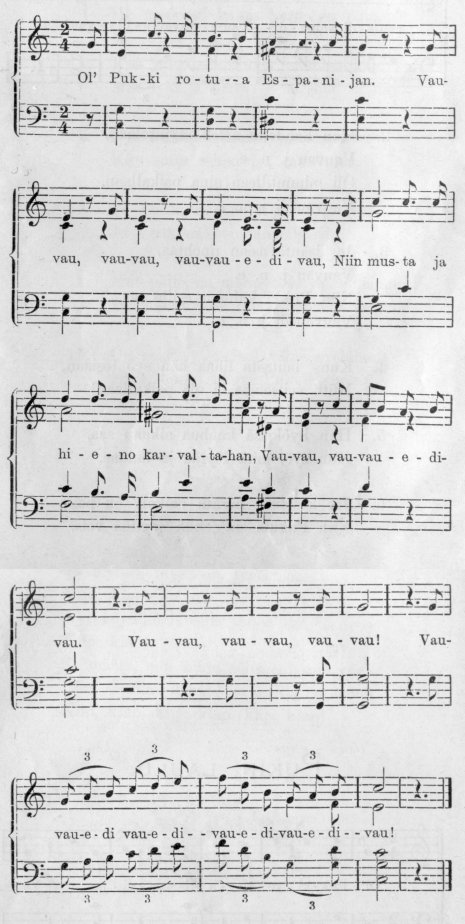 2 4
Ol' Puk-ki ro-tu--a Es-pa-ni-jan. Vau-
2 4
vau, vau-vau, vau-vau-e-di-vau, Niin mus-ta ja
hi-e-no kar-val-ta-han, Vau-vau, vau-vau-e-di-
vau. Vau-vau, vau-vau, vau-vau! Vau-
3 3 3 3
vau-e-di vau-e-di--vau-e-di-vau-e-di--vau!
3 3 3 3